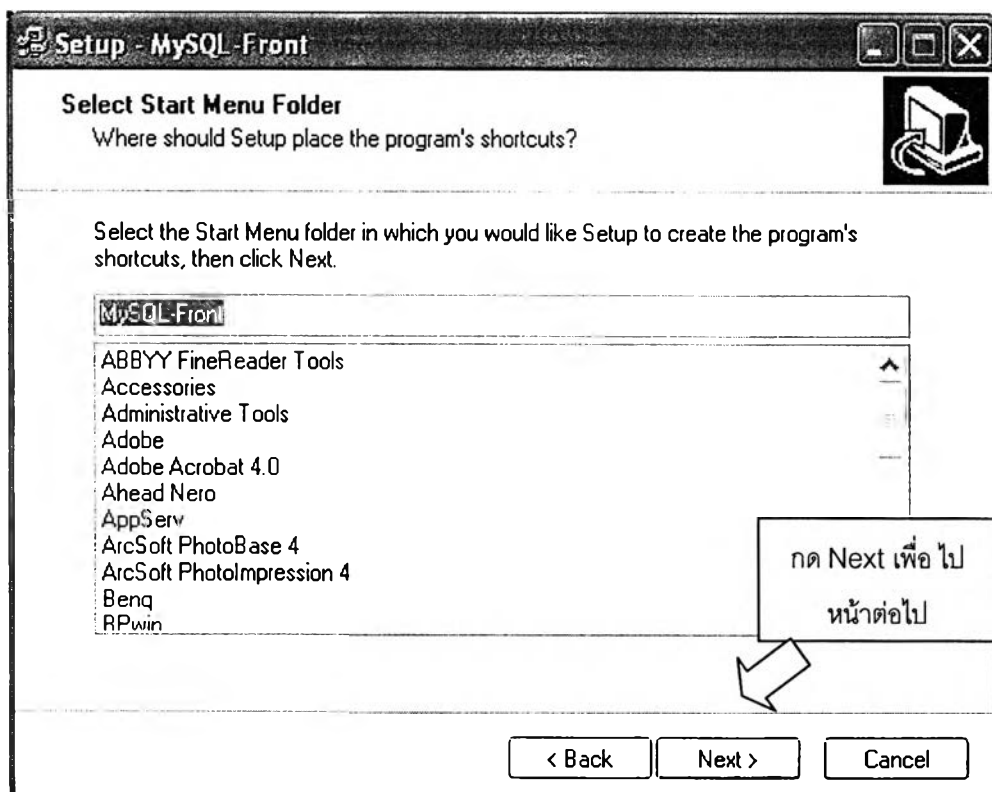 Setup - MySQL-Front
Select Start Menu Folder
Where should Setup place the program's shortcuts?
Select the Start Menu folder in which you would like Setup to create the program's
shortcuts, then click Next.
MySQL-Front
ABBYY FineReader Tools
Accessories
Administrative Tools
Adobe
Adobe Acrobat 4.0
Ahead Nero
AppServ
ArcSoft PhotoBase 4
ArcSoft PhotoImpression 4
Benq
BPwin
กด Next เพื่อ ไป
หน้าต่อไป
< Back
Next >
Cancel